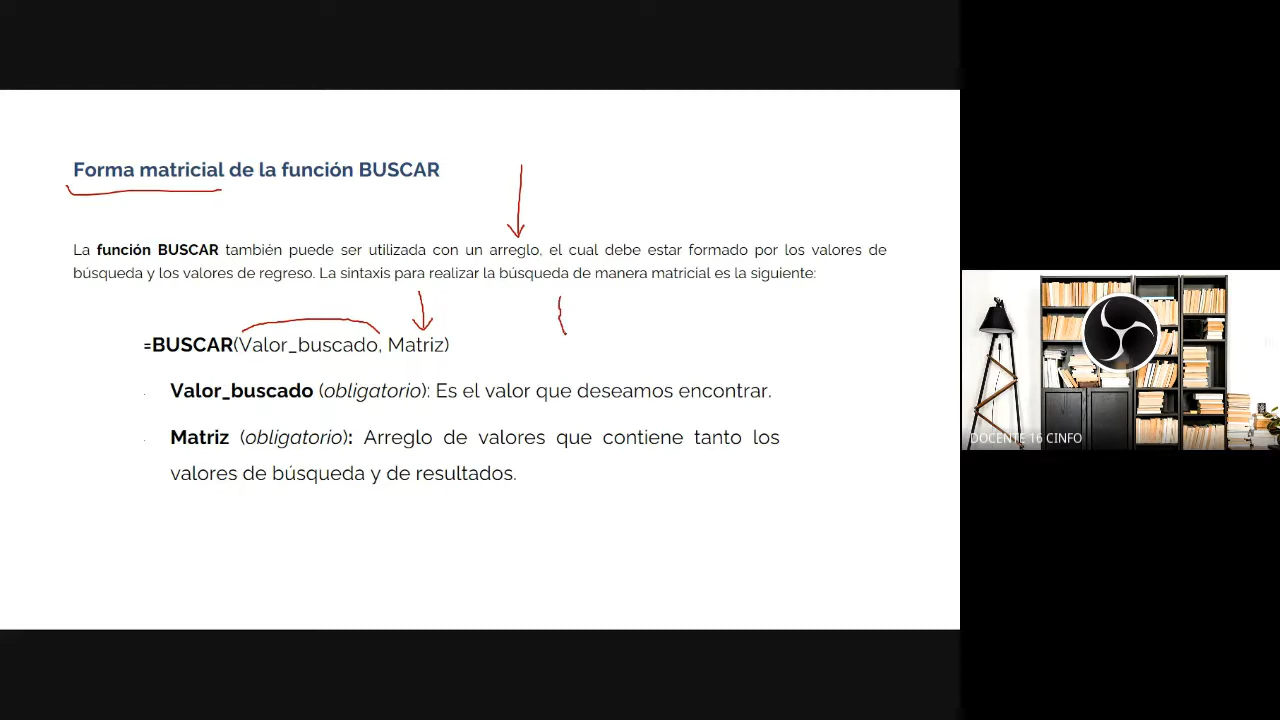 Forma matricial de la función BUSCAR
La función BUSCAR también puede ser utilizada con un arreglo, el cual debe estar formado por los valores de
búsqueda y los valores de regreso. La sintaxis para realizar la búsqueda de manera matricial es la siguiente:
=BUSCAR(Valor_buscado, Matriz)
Valor_buscado (obligatorio): Es el valor que deseamos encontrar.
Matriz (obligatorio): Arreglo de valores que contiene tanto los
valores de búsqueda y de resultados.
DOCENTE 16 CINFO